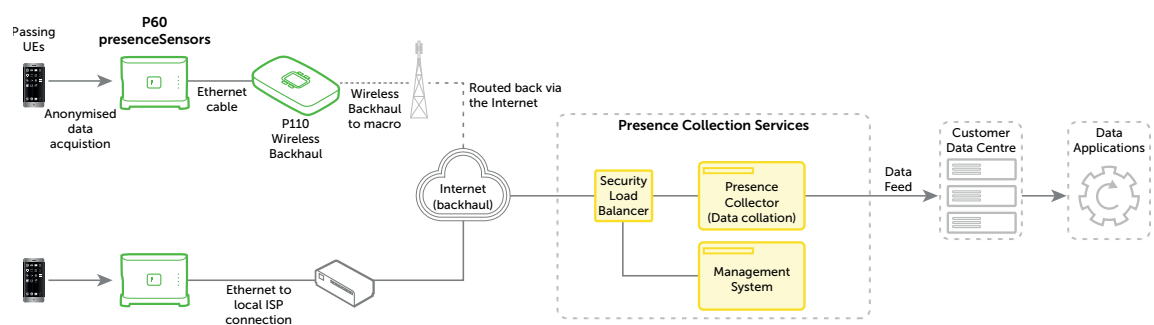 Passing
UEs
P60
presenceSensors
Anonymised
data
acquistion
Ethernet
cable
P110
Wireless
Backhaul
Wireless
Backhaul
to macro
Routed back via
the Internet
Internet
(backhaul)
Ethernet to
local ISP
connection
Presence Collection Services
Security
Load
Balancer
Presence
Collector
(Data collation)
Management
System
Data
Feed
Customer
Data Centre
Data
Applications